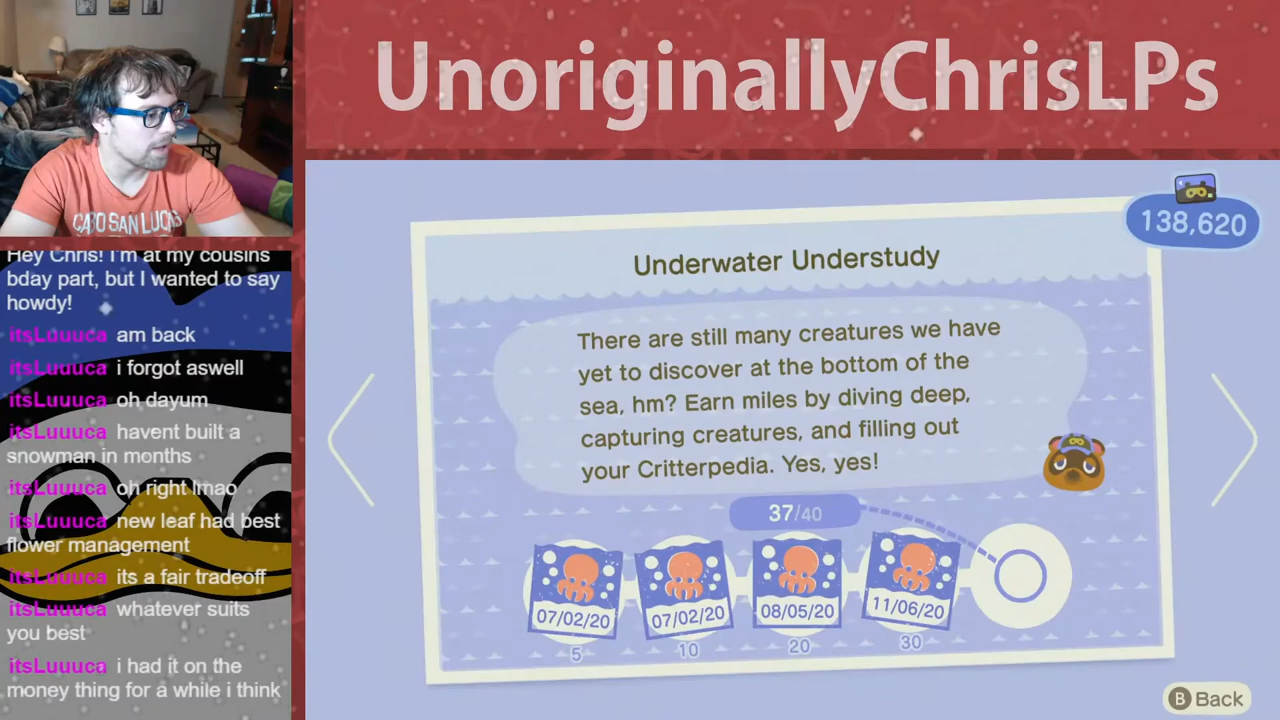 UnoriginallyChrisLPs
CABO SAN LUCAS
Hey Chris! I'm at my cousins
bday part, but I wanted to say
howdy!
itsLuuuca am back
itsLuuuca i forgot aswell
itsLuuuca oh dayum
itsLuuuca havent built a
snowman in months
itsLuuuca oh right lmao
itsLuuuca new leaf had best
flower management
itsLuuuca its a fair tradeoff
itsLuuuca whatever suits
you best
itsLuuuca i had it on the
money thing for a while i think
138,620
Underwater Understudy
There are still many creatures we have
yet to discover at the bottom of the
sea, hm? Earn miles by diving deep,
capturing creatures, and filling out
your Critterpedia. Yes, yes!
37/40
07/02/20
07/02/20
08/05/20
11/06/20
5
10
20
30
B Back